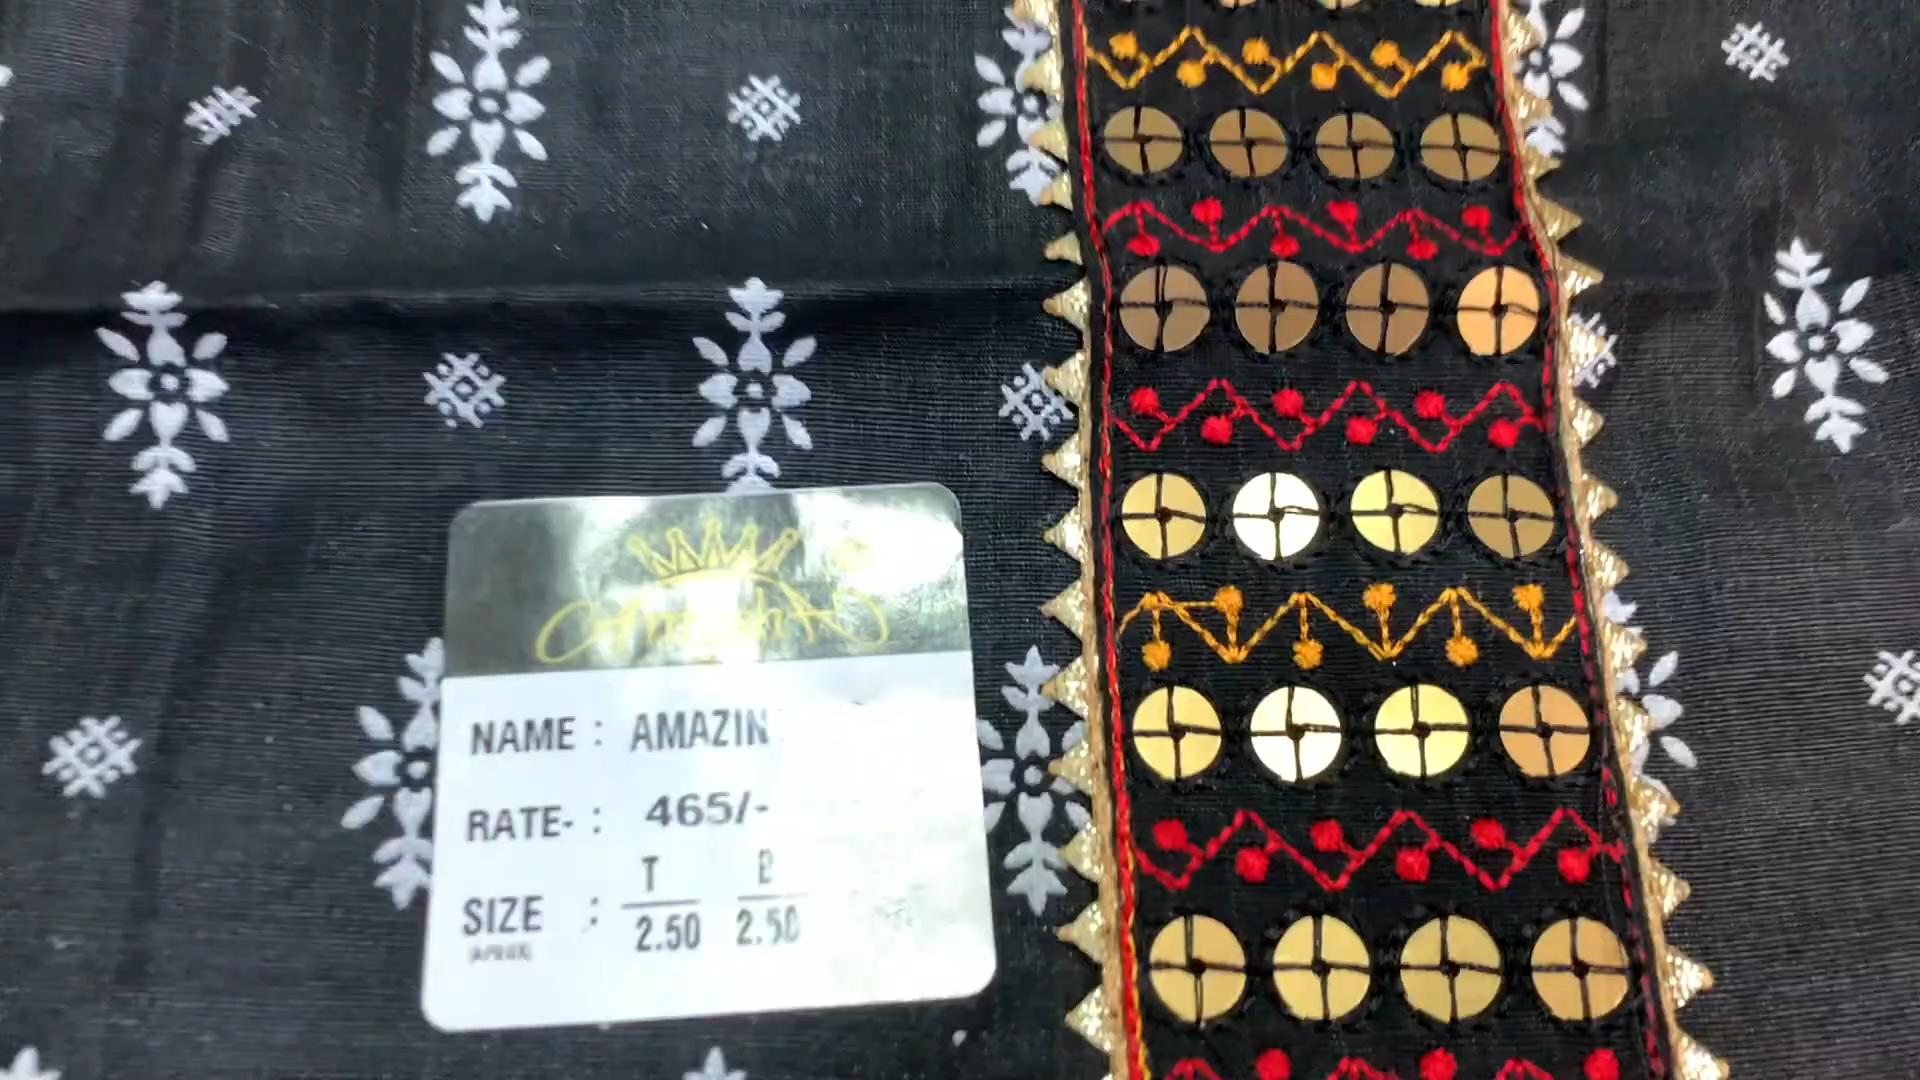 NAME : AMAZIN
RATE- : 465/-
T B
SIZE : 2.50 2.50